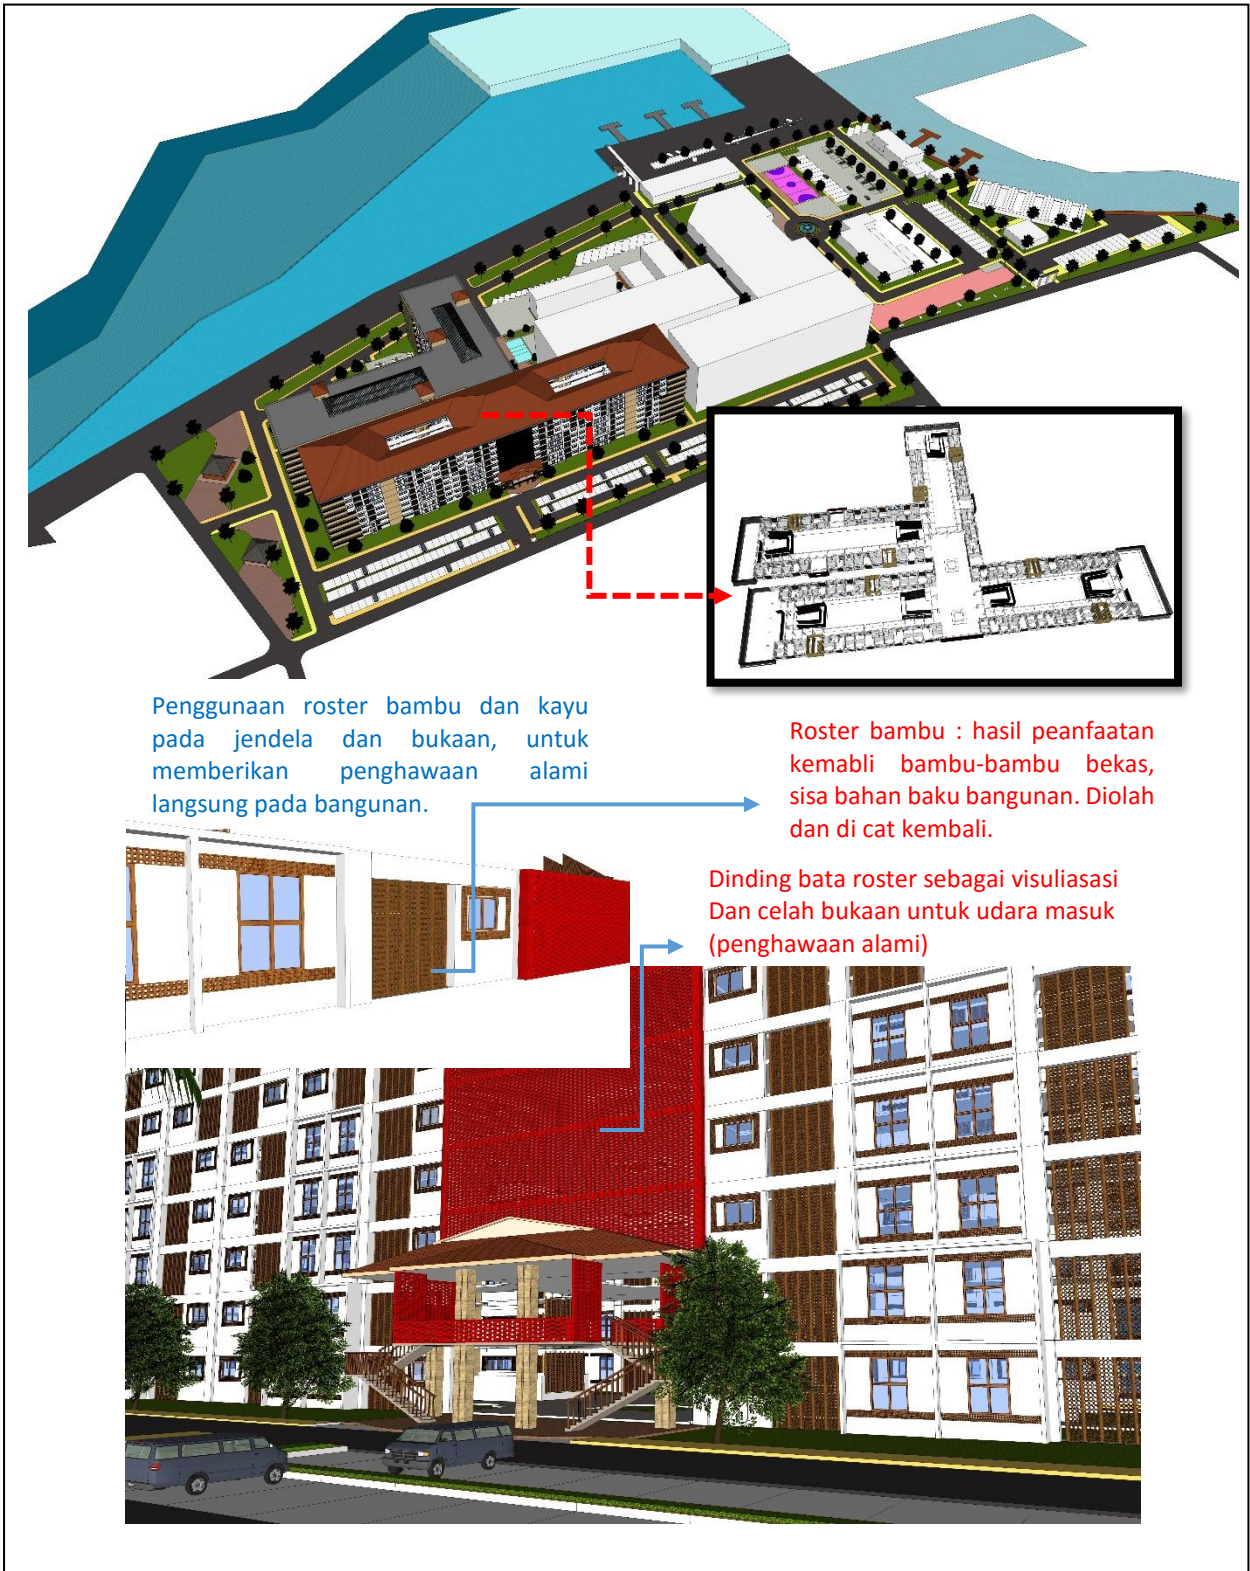 Penggunaan roster bambu dan kayu
pada jendela dan bukaan, untuk
memberikan penghawaan alami
langsung pada bangunan.
Roster bambu : hasil peanfaatan
kemabli bambu-bambu bekas,
sisa bahan baku bangunan. Diolah
dan di cat kembali.
Dinding bata roster sebagai visuliasasi
Dan celah bukaan untuk udara masuk
(penghawaan alami)